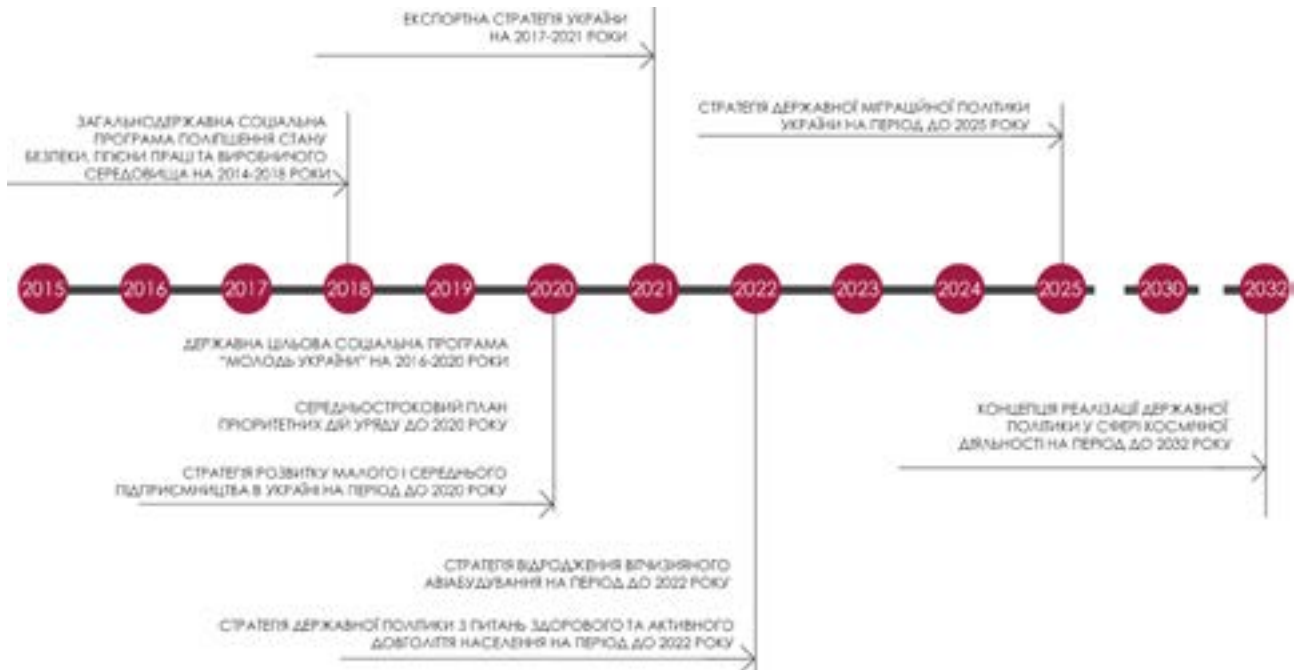 ЕКСПОРТНА СТРАТЕГІЯ УКРАЇНИ
НА 2017-2021 РОКИ
ЗАГАЛЬНОДЕРЖАВНА СОЦІАЛЬНА
ПРОГРАМА ПОЛІПШЕННЯ СТАНУ
БЕЗПЕКИ, ГІГІЄНИ ПРАЦІ ТА ВИРОБНИЧОГО
СЕРЕДОВИЩА НА 2014-2018 РОКИ
СТРАТЕГІЯ ДЕРЖАВНОЇ МІГРАЦІЙНОЇ ПОЛІТИКИ
УКРАЇНИ НА ПЕРІОД ДО 2025 РОКУ
2015 2016 2017 2018 2019 2020 2021 2022 2023 2024 2025 2030 2032
ДЕРЖАВНА ЦІЛЬОВА СОЦІАЛЬНА ПРОГРАМА
"МОЛОДЬ УКРАЇНИ" НА 2016-2020 РОКИ
СЕРЕДНЬОСТРОКОВИЙ ПЛАН
ПРІОРИТЕТНИХ ДІЙ УРЯДУ ДО 2020 РОКУ
СТРАТЕГІЯ РОЗВИТКУ МАЛОГО І СЕРЕДНЬОГО
ПІДПРИЄМНИЦТВА В УКРАЇНІ НА ПЕРІОД ДО 2020 РОКУ
КОНЦЕПЦІЯ РЕАЛІЗАЦІЇ ДЕРЖАВНОЇ
ПОЛІТИКИ У СФЕРІ КОСМІЧНОЇ
ДІЯЛЬНОСТІ НА ПЕРІОД ДО 2032 РОКУ
СТРАТЕГІЯ ВІДРОДЖЕННЯ ВІТЧИЗНЯНОГО
АВІАБУДУВАННЯ НА ПЕРІОД ДО 2022 РОКУ
СТРАТЕГІЯ ДЕРЖАВНОЇ ПОЛІТИКИ З ПИТАНЬ ЗДОРОВОГО ТА АКТИВНОГО
ДОВГОЛІТТЯ НАСЕЛЕННЯ НА ПЕРІОД ДО 2022 РОКУ